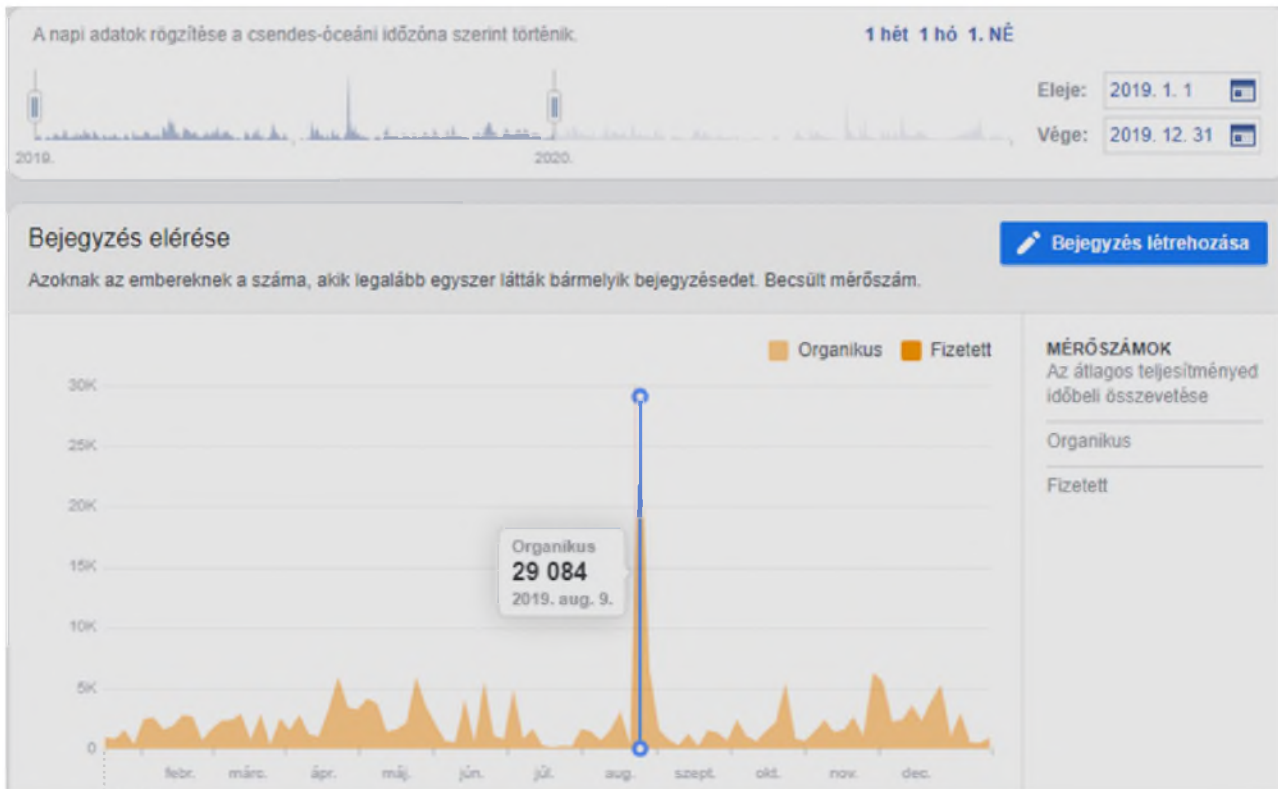 A napi adatok rögzítése a csendes-óceáni időzóna szerint történik.
1 hét 1 hó 1. NÊ
Eleje: 2019. 1. 1
Vége: 2019. 12. 31
2019.
2020.
Bejegyzés elérése
Bejegyzés létrehozása
Azoknak az embereknek a száma, akik legalább egyszer látták bármelyik bejegyzésedet. Becsült mérőszám.
Organikus
Fizetett
MÉRŐSZÁMOK
Az átlagos teljesítményed
időbeli összevetése
Organikus
Fizetett
30K
25K
20K
15K
10K
5K
0
Organikus
29 084
2019. aug. 9.
febr. márc. ápr. máj. jún. júl. aug. szept. okt. nov. dec.